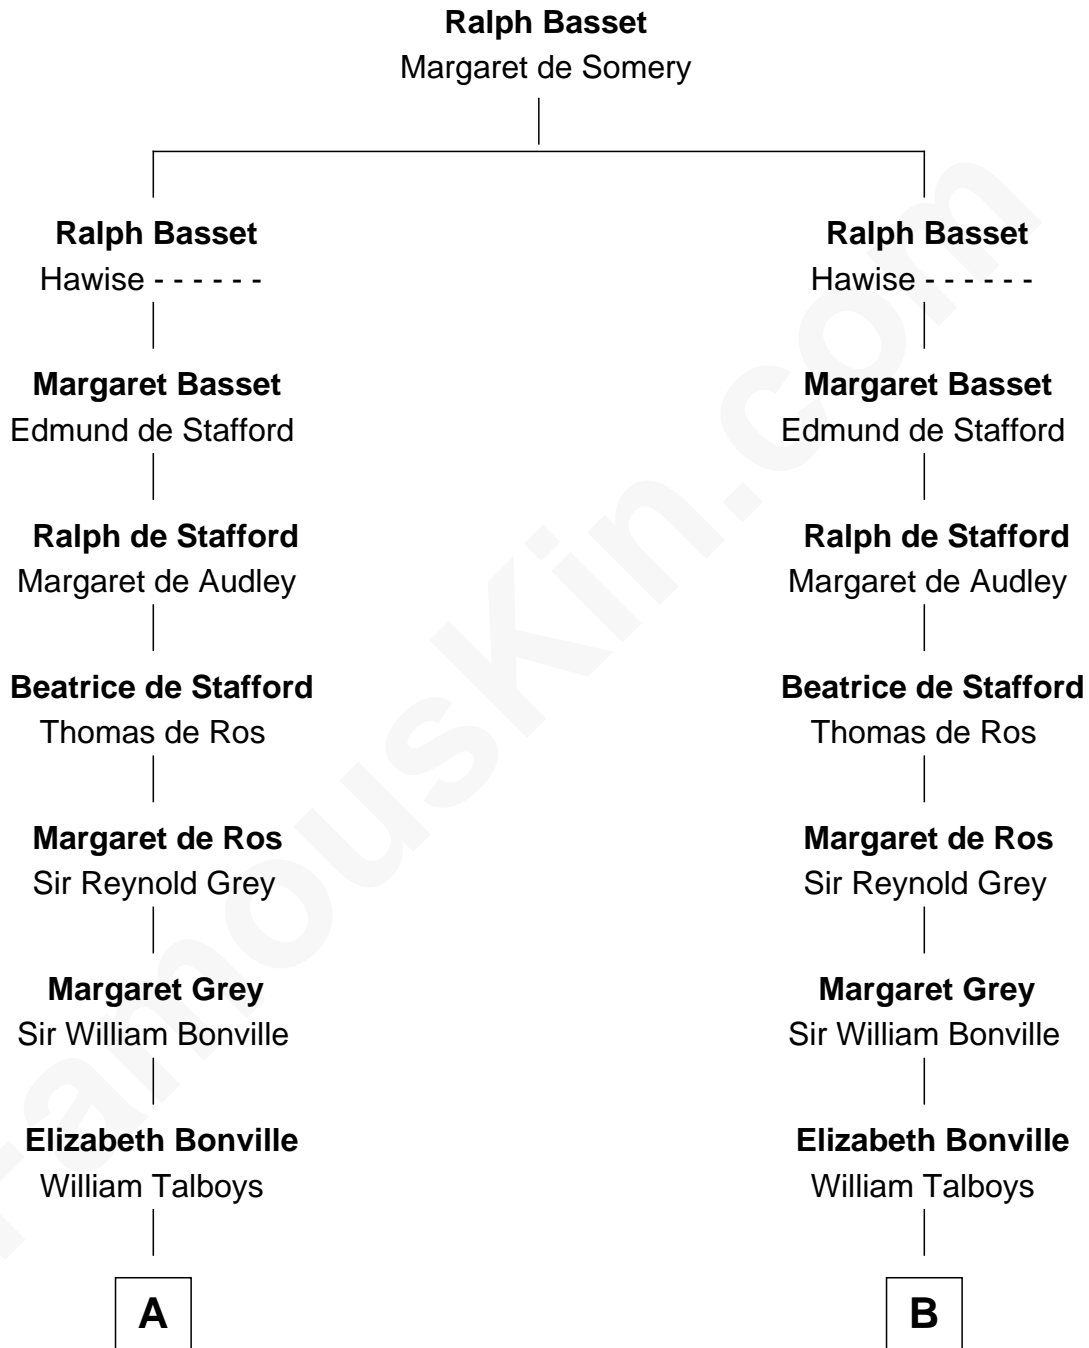 Ralph Basset
Margaret de Somery
Ralph Basset
Hawise - - - - - -
Margaret Basset
Edmund de Stafford
Ralph de Stafford
Margaret de Audley
Beatrice de Stafford
Thomas de Ros
Margaret de Ros
Sir Reynold Grey
Margaret Grey
Sir William Bonville
Elizabeth Bonville
William Talboys
A
Ralph Basset
Hawise - - - - - -
Margaret Basset
Edmund de Stafford
Ralph de Stafford
Margaret de Audley
Beatrice de Stafford
Thomas de Ros
Margaret de Ros
Sir Reynold Grey
Margaret Grey
Sir William Bonville
Elizabeth Bonville
William Talboys
B
FamousKin.com